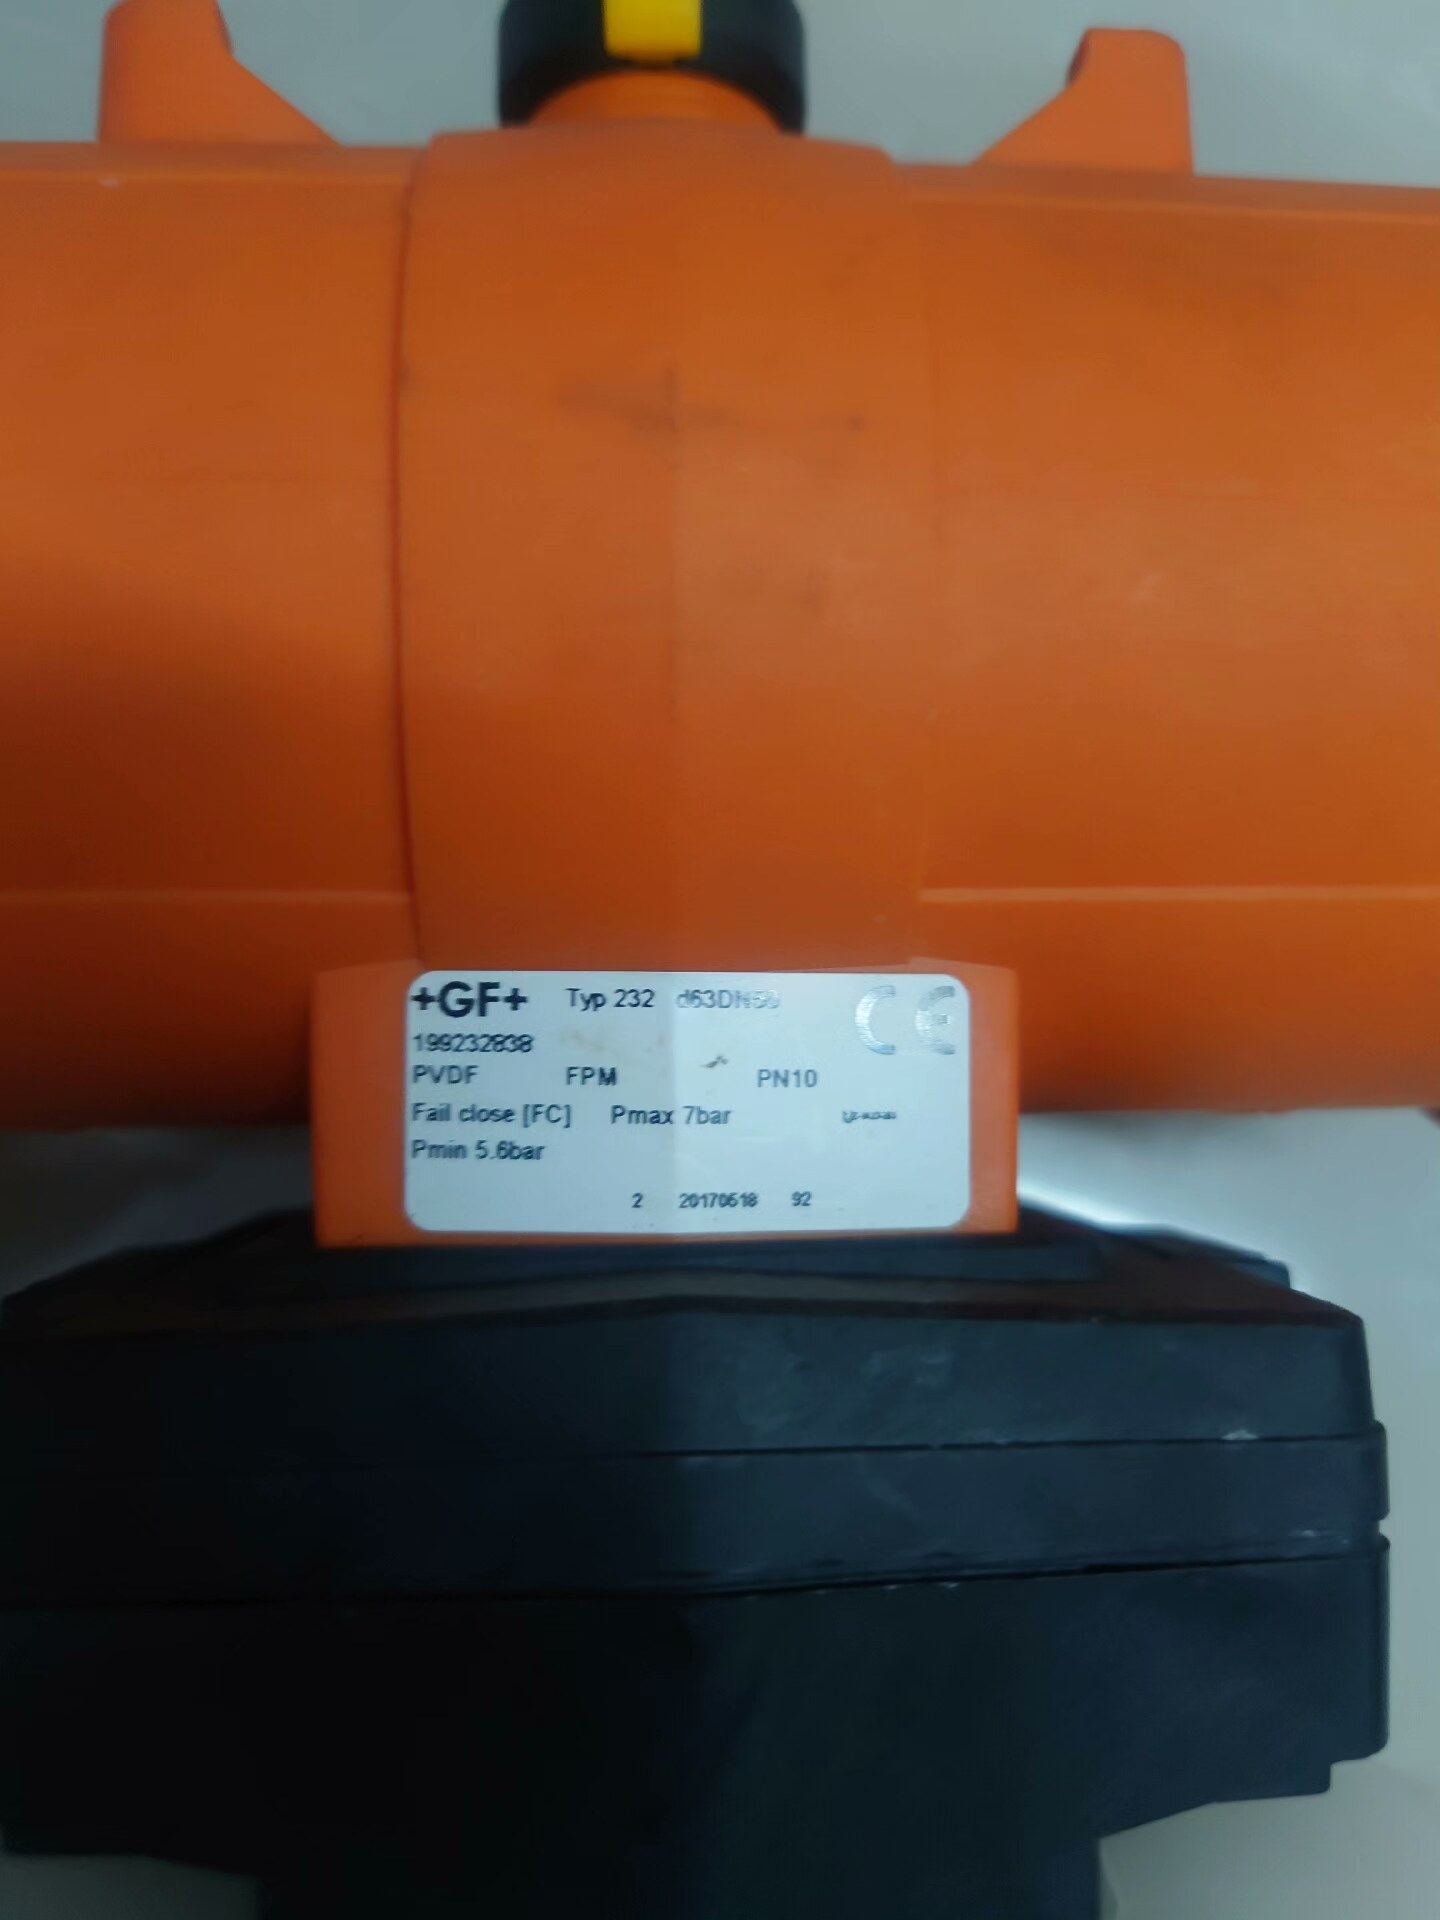 +GF+ Typ 232 d63DN50 CE
199232838
PVDF FPM PN10
Fail close [FC] Pmax 7bar
Pmin 5.6bar
2 20170518 92